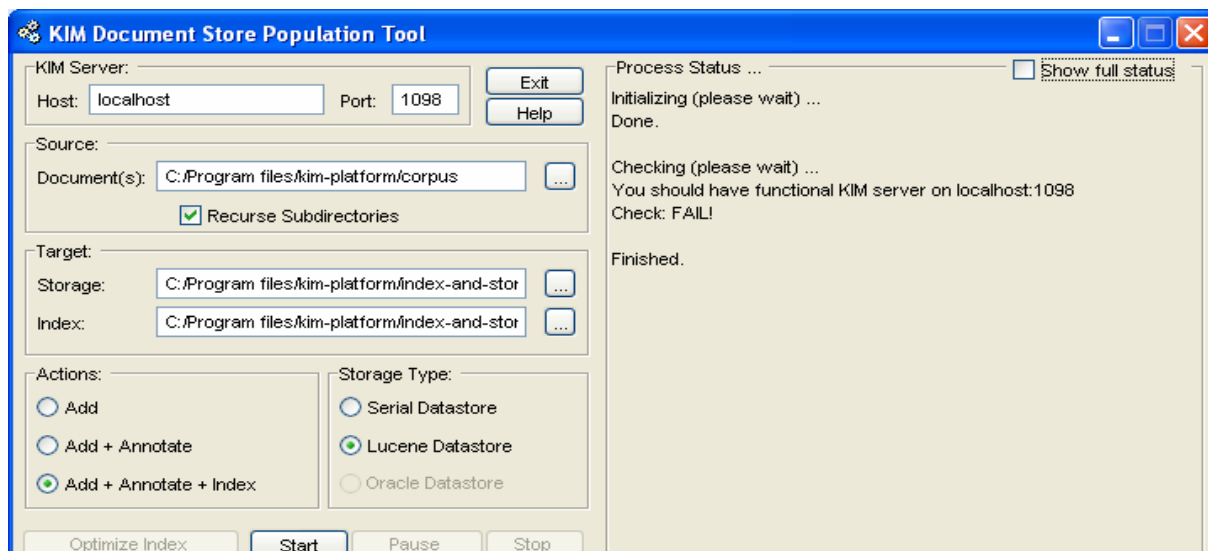 KIM Document Store Population Tool
KIM Server:
Host: localhost Port: 1098
Exit
Help
Source:
Document(s): C:/Program files/kim-platform/corpus ...
Recurse Subdirectories
Target:
Storage: C:/Program files/kim-platform/index-and-stor ...
Index: C:/Program files/kim-platform/index-and-stor ...
Actions:
Add
Add + Annotate
Add + Annotate + Index
Storage Type:
Serial Datastore
Lucene Datastore
Oracle Datastore
Optimize Index Start Pause Stop
Process Status ... Show full status
Initializing (please wait) ...
Done.
Checking (please wait) ...
You should have functional KIM server on localhost:1098
Check: FAIL!
Finished.